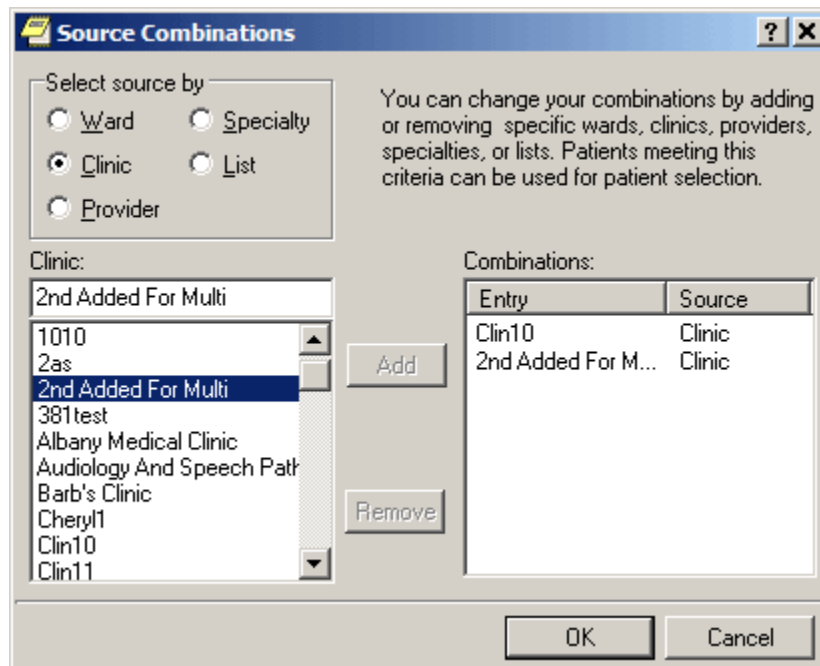 Source Combinations
Select source by
Ward
Specialty
Clinic
List
Provider
You can change your combinations by adding
or removing specific wards, clinics, providers,
specialties, or lists. Patients meeting this
criteria can be used for patient selection.
Clinic:
2nd Added For Multi
1010
2as
2nd Added For Multi
381test
Albany Medical Clinic
Audiology And Speech Path
Barb's Clinic
Cheryl1
Clin10
Clin11
Add
Remove
Combinations:
Entry Source
Clin10 Clinic
2nd Added For M... Clinic
OK
Cancel